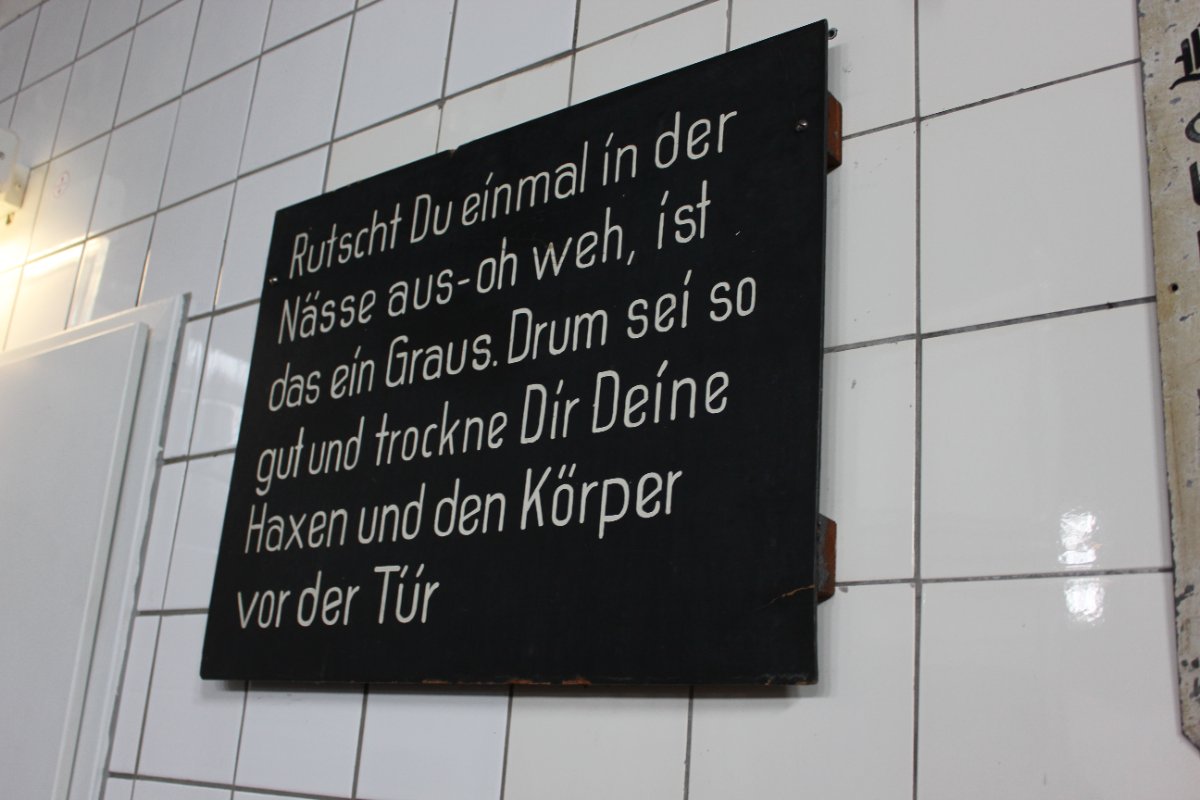 Rutscht Du einmal in der
Nässe aus-oh weh, ist
das ein Graus. Drum sei so
gut und trockne Dir Deine
Haxen und den Körper
vor der Tür